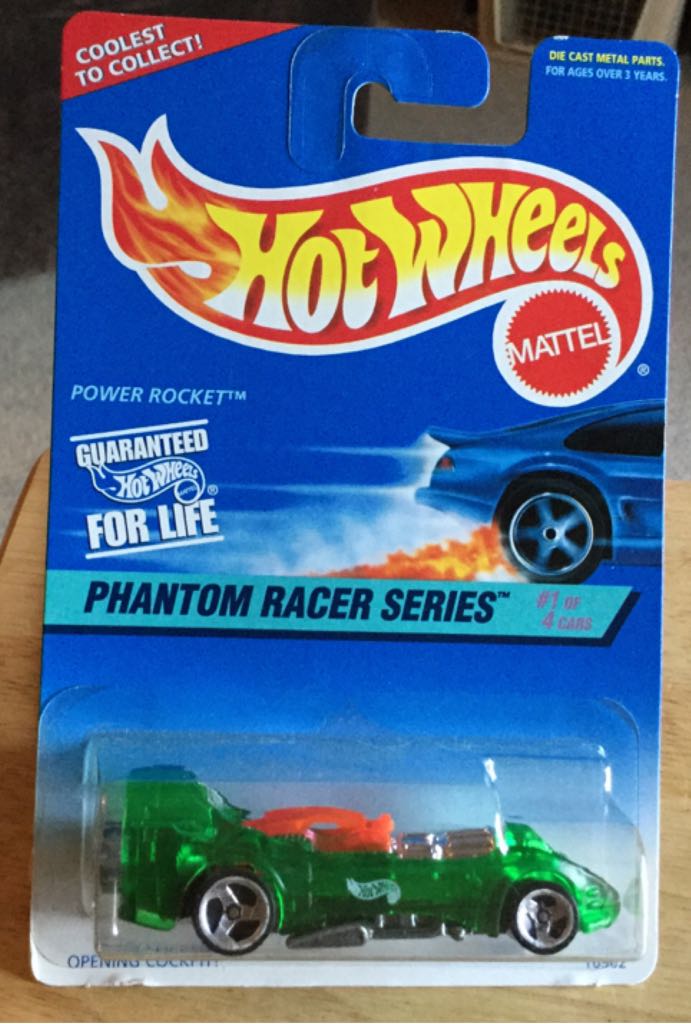 COOLEST
TO COLLECT!
DIE CAST METAL PARTS.
FOR AGES OVER 3 YEARS.
HOT WHEELS
MATTEL
®
POWER ROCKET™
GUARANTEED
HOT WHEELS
MATTEL
®
FOR LIFE
PHANTOM RACER SERIES™
#1 OF
4 CARS
HOT WHEELS
OPENING COCKPIT!